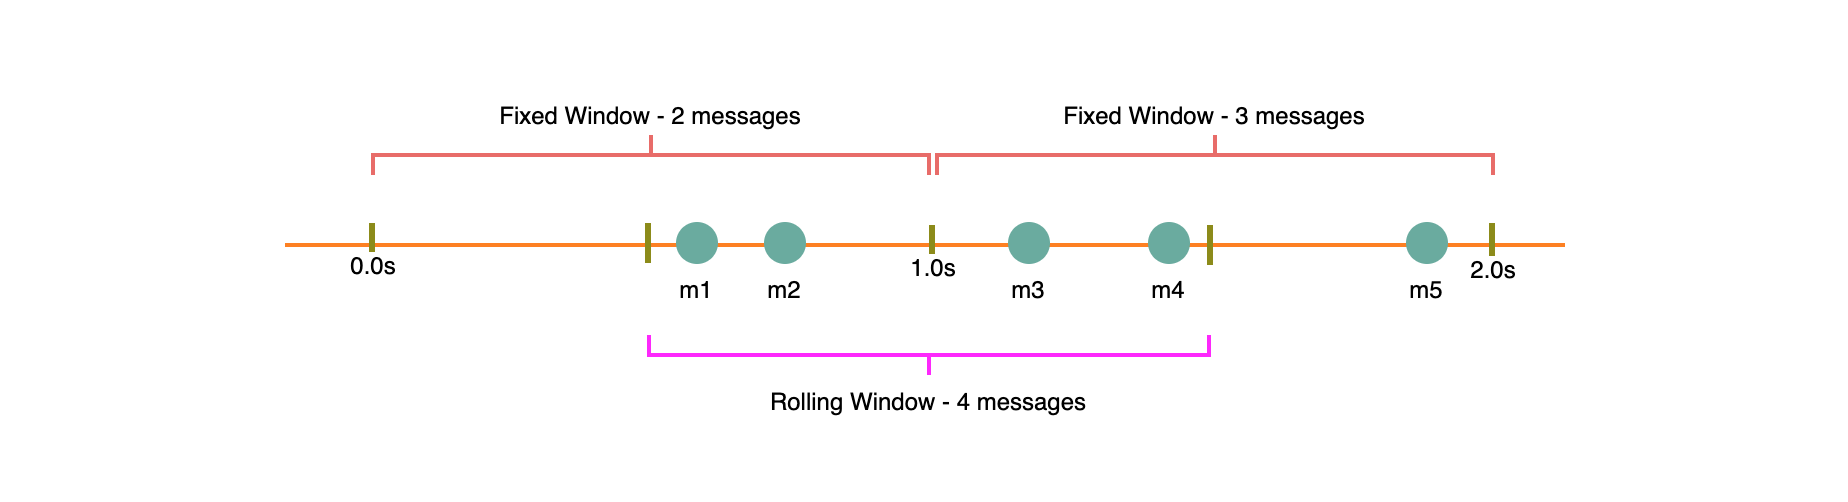 Fixed Window - 2 messages
Fixed Window - 3 messages
0.0s
1.0s
2.0s
m1
m2
m3
m4
m5
Rolling Window - 4 messages